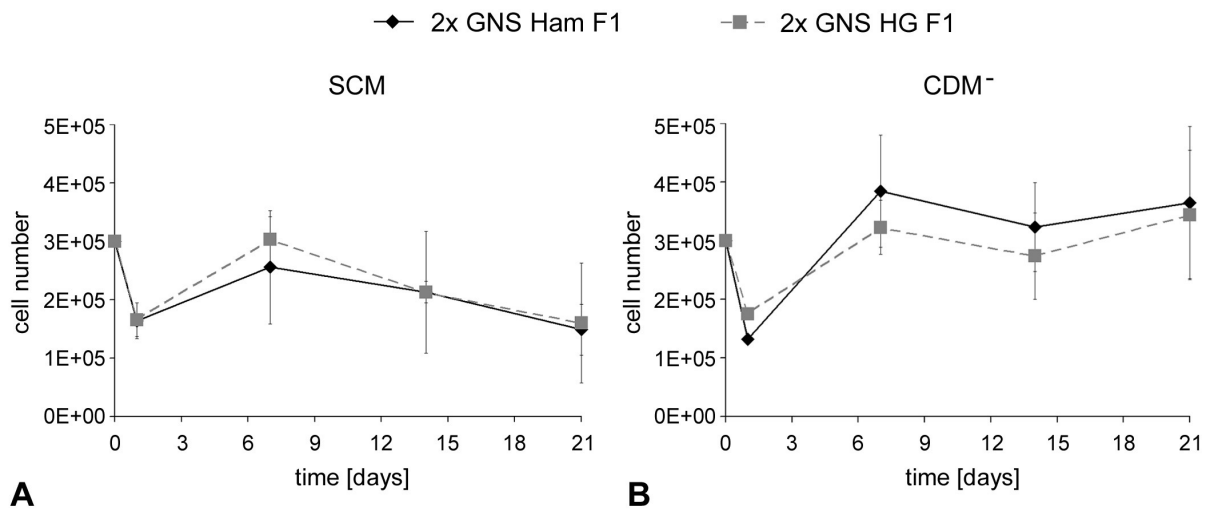 2x GNS Ham F1 2x GNS HG F1
SCM
5E+05
4E+05
3E+05
2E+05
1E+05
0E+00
cell number
0 3 6 9 12 15 18 21
time [days]
A
CDM⁻
5E+05
4E+05
3E+05
2E+05
1E+05
0E+00
cell number
0 3 6 9 12 15 18 21
time [days]
B